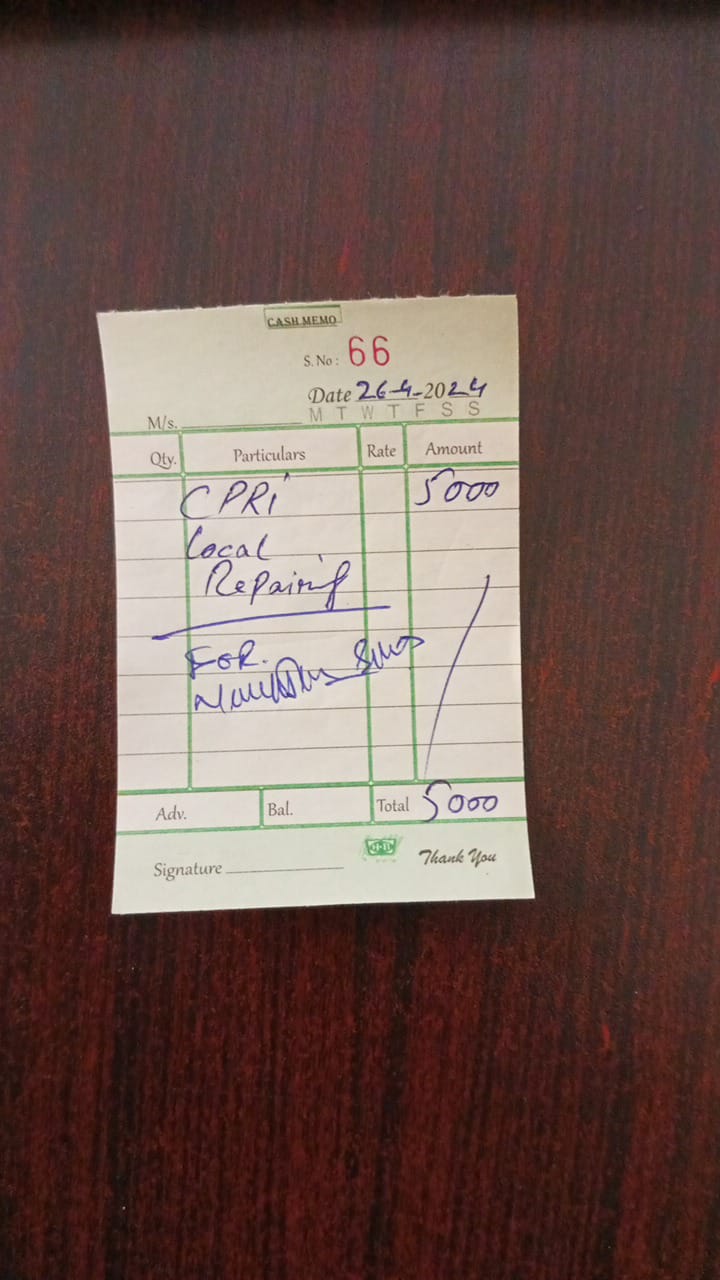 CASH MEMO
S. No: 66
Date 26-4-2024
M T W T F S S
M/s.
Qty. Particulars Rate Amount
CPRi 5000
Local
Repairing
FOR.
Adv. Bal. Total 5000
Signature Thank You